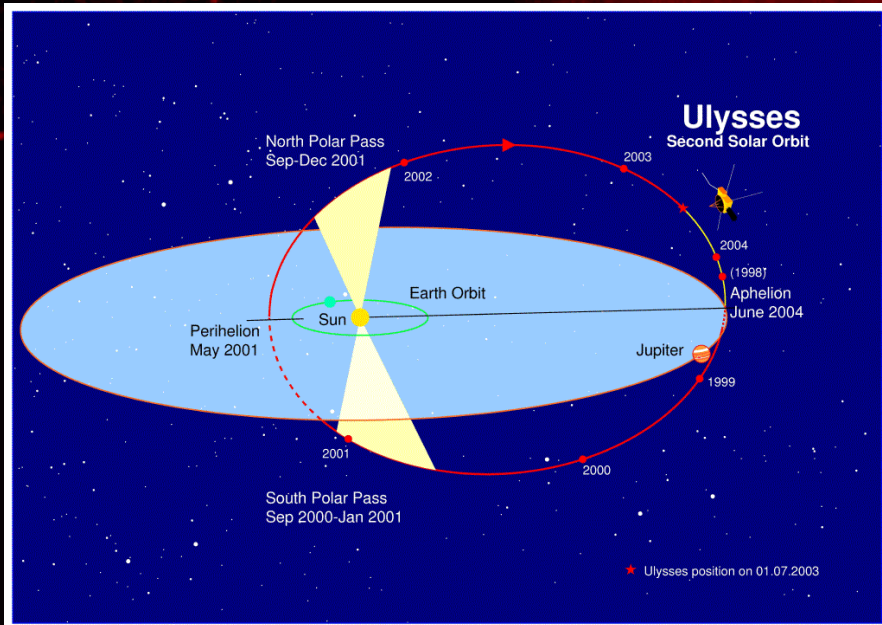 Ulysses
Second Solar Orbit
North Polar Pass
Sep-Dec 2001
2002
2003
2004
(1998)
Aphelion
June 2004
Earth Orbit
Sun
Perihelion
May 2001
Jupiter
1999
2001
2000
South Polar Pass
Sep 2000-Jan 2001
Ulysses position on 01.07.2003